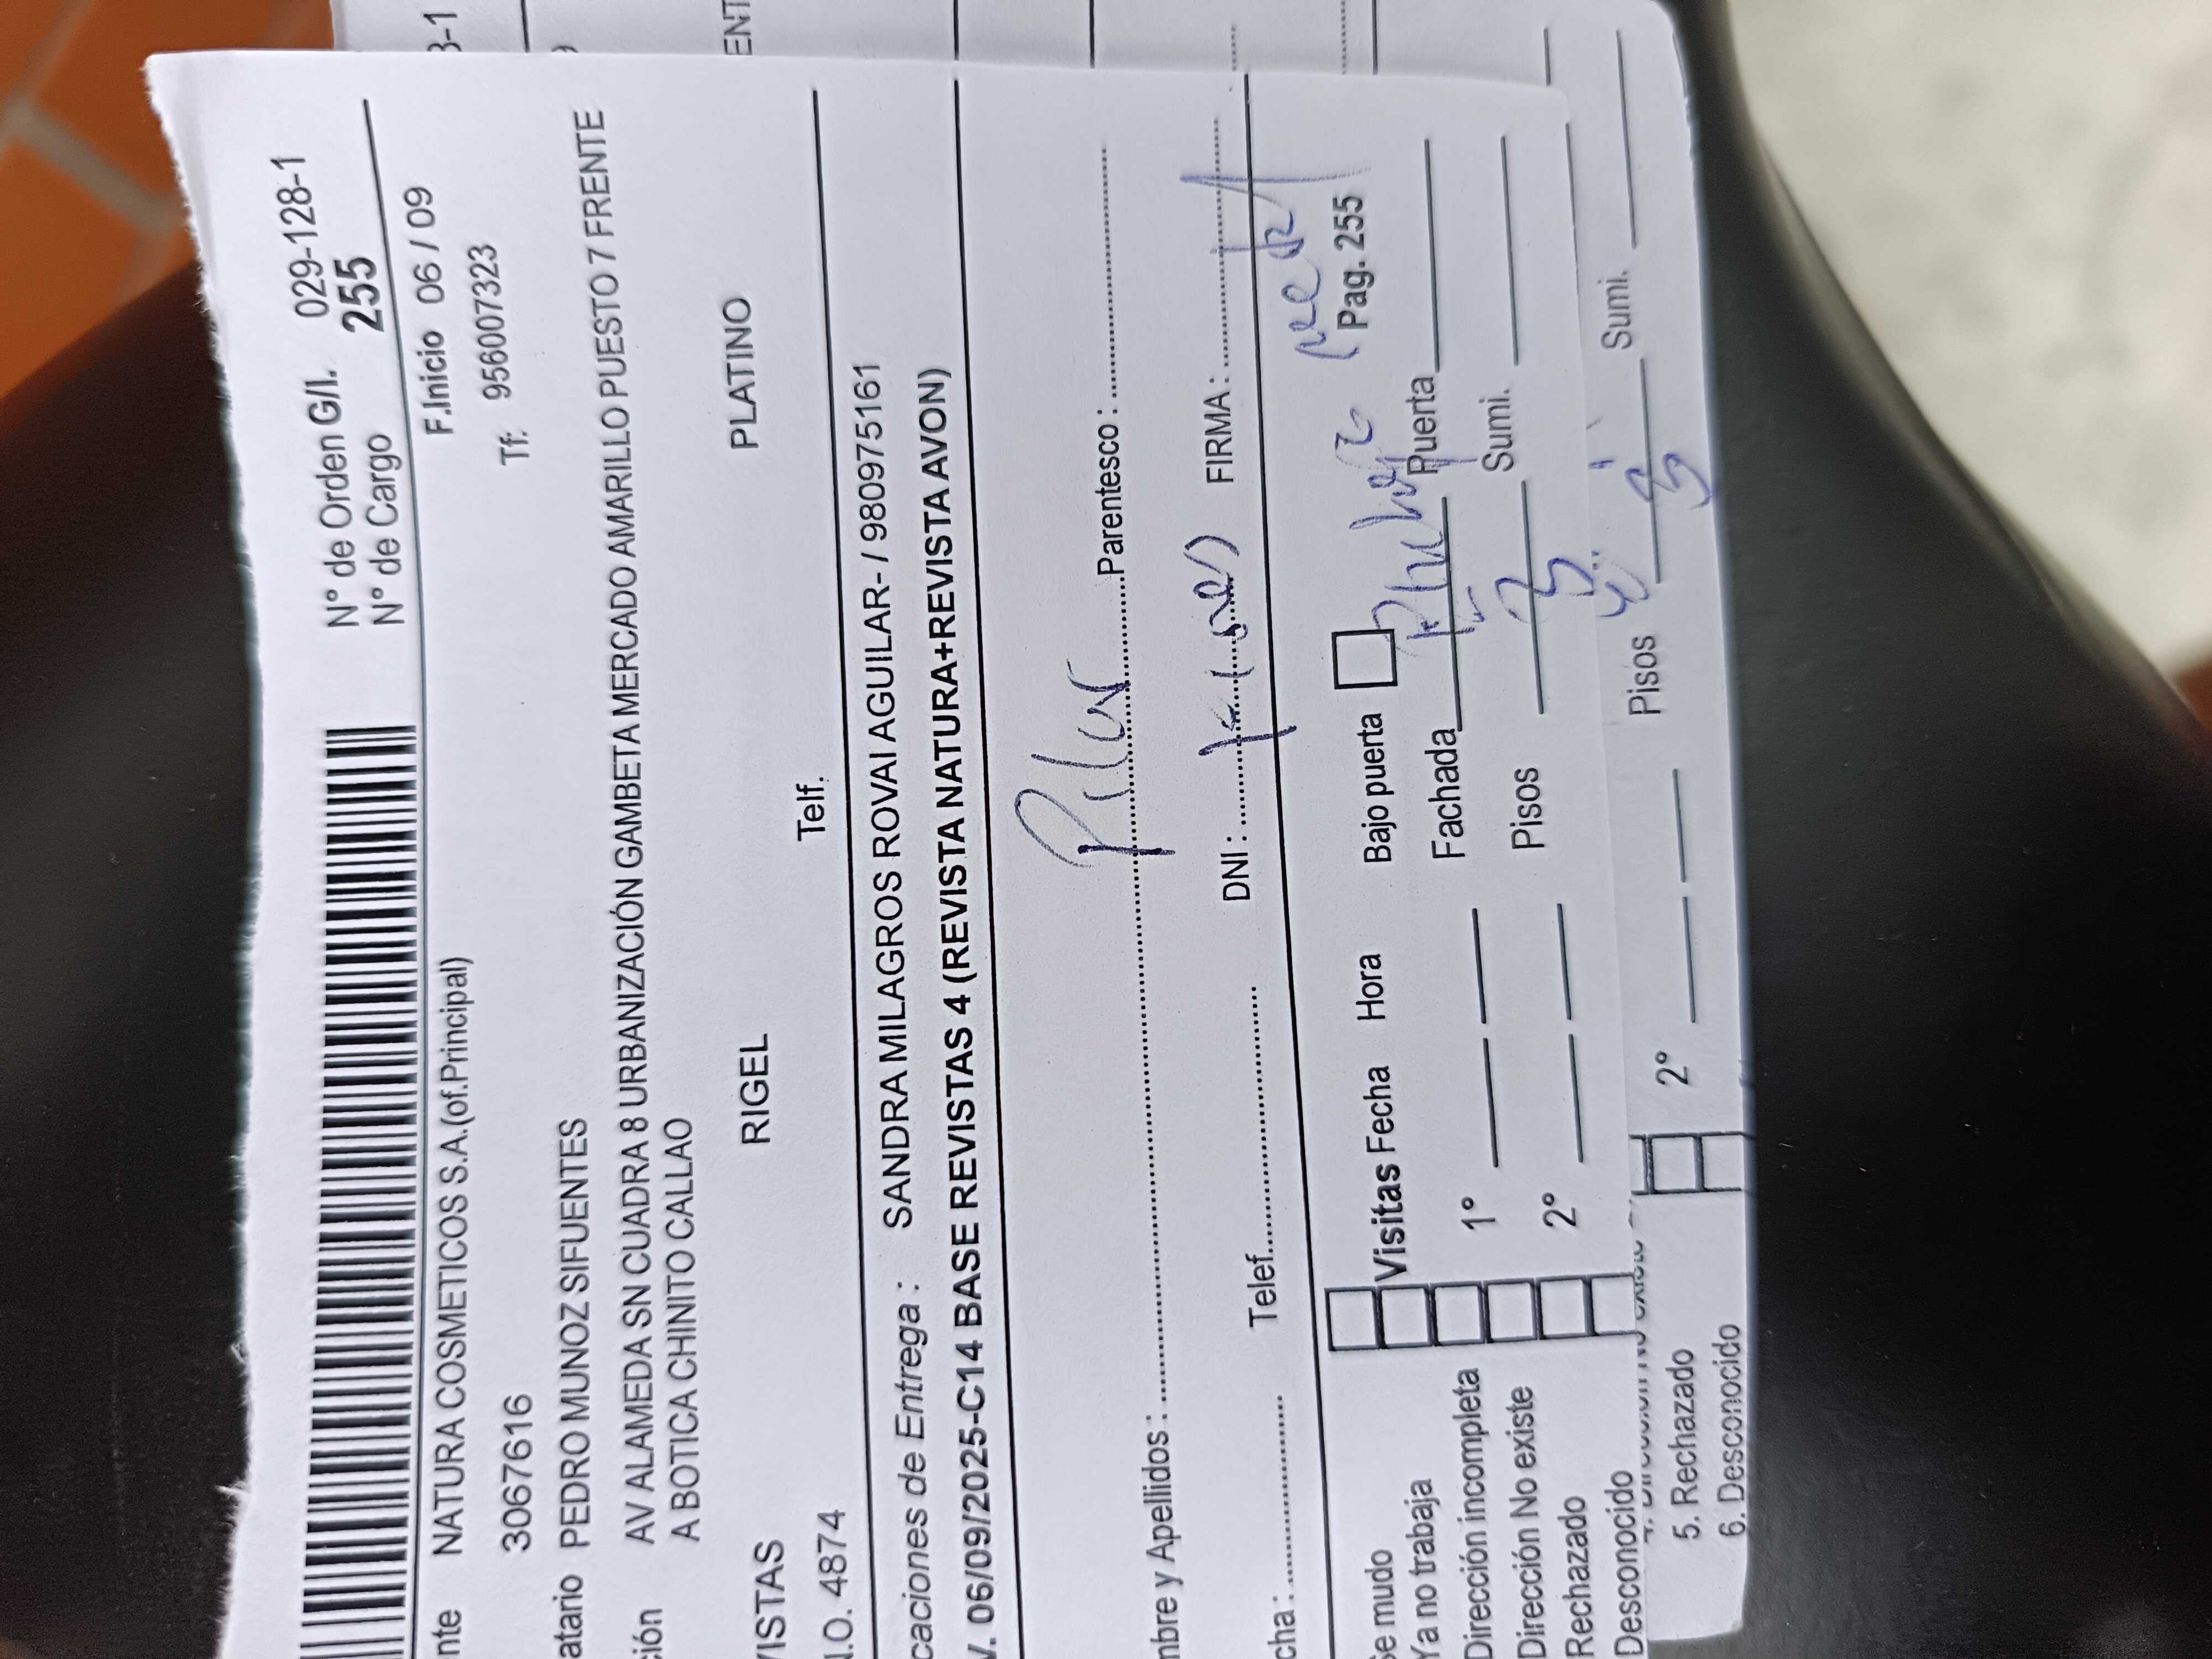 N° de Orden G/I. 029-128-1
N° de Cargo 255
nte NATURA COSMETICOS S.A.(of.Principal) F.Inicio 06 / 09
3067616 Tf: 956007323
atario PEDRO MUNOZ SIFUENTES
ción AV ALAMEDA SN CUADRA 8 URBANIZACIÓN GAMBETA MERCADO AMARILLO PUESTO 7 FRENTE
A BOTICA CHINITO CALLAO
VISTAS RIGEL PLATINO
I.O. 4874 Telf.
caciones de Entrega : SANDRA MILAGROS ROVAI AGUILAR- / 980975161
V. 06/09/2025-C14 BASE REVISTAS 4 (REVISTA NATURA+REVISTA AVON)
mbre y Apellidos : Pilar Parentesco :
cha : Telef. DNI : FIRMA :
Se mudo Visitas Fecha Hora Bajo puerta Pag. 255
Ya no trabaja 1° Fachada Puerta
Dirección incompleta 2° Pisos Sumi.
Dirección No existe
Rechazado
Desconocido
2° Pisos Sumi.
5. Rechazado
6. Desconocido